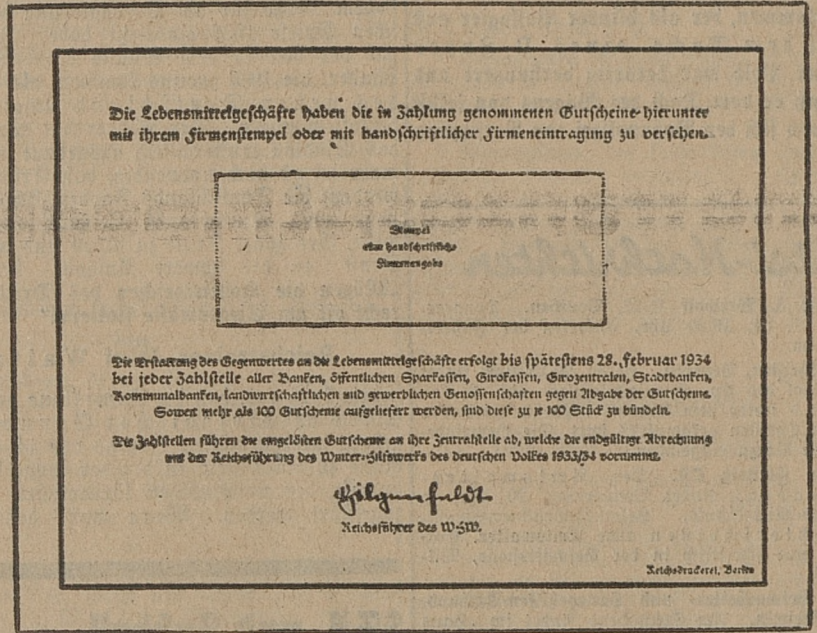 Die Lebensmittelgeschäfte haben die in Zahlung genommenen Gutscheine hierunter
mit ihrem Firmenstempel oder mit handschriftlicher Firmeneintragung zu versehen.
Stempel
oder handschriftliche
Firmenangabe
Die Erstattung des Gegenwertes an die Lebensmittelgeschäfte erfolgt bis spätestens 28. Februar 1934
bei jeder Zahlstelle aller Banken, öffentlichen Sparkassen, Girokassen, Girozentralen, Stadtbanken,
Kommunalbanken, landwirtschaftlichen und gewerblichen Genossenschaften gegen Abgabe der Gutscheine.
Soweit mehr als 100 Gutscheine aufgeliefert werden, sind diese zu je 100 Stück zu bündeln.
Die Zahlstellen führen die eingelösten Gutscheine an ihre Zentralstelle ab, welche die endgültige Abrechnung
mit der Reichsführung des Winter-Hilfswerks des deutschen Volkes 1933/34 vornimmt.
Hilgenfeldt
Reichsführer des W.H.W.
Reichsdruckerei, Berlin